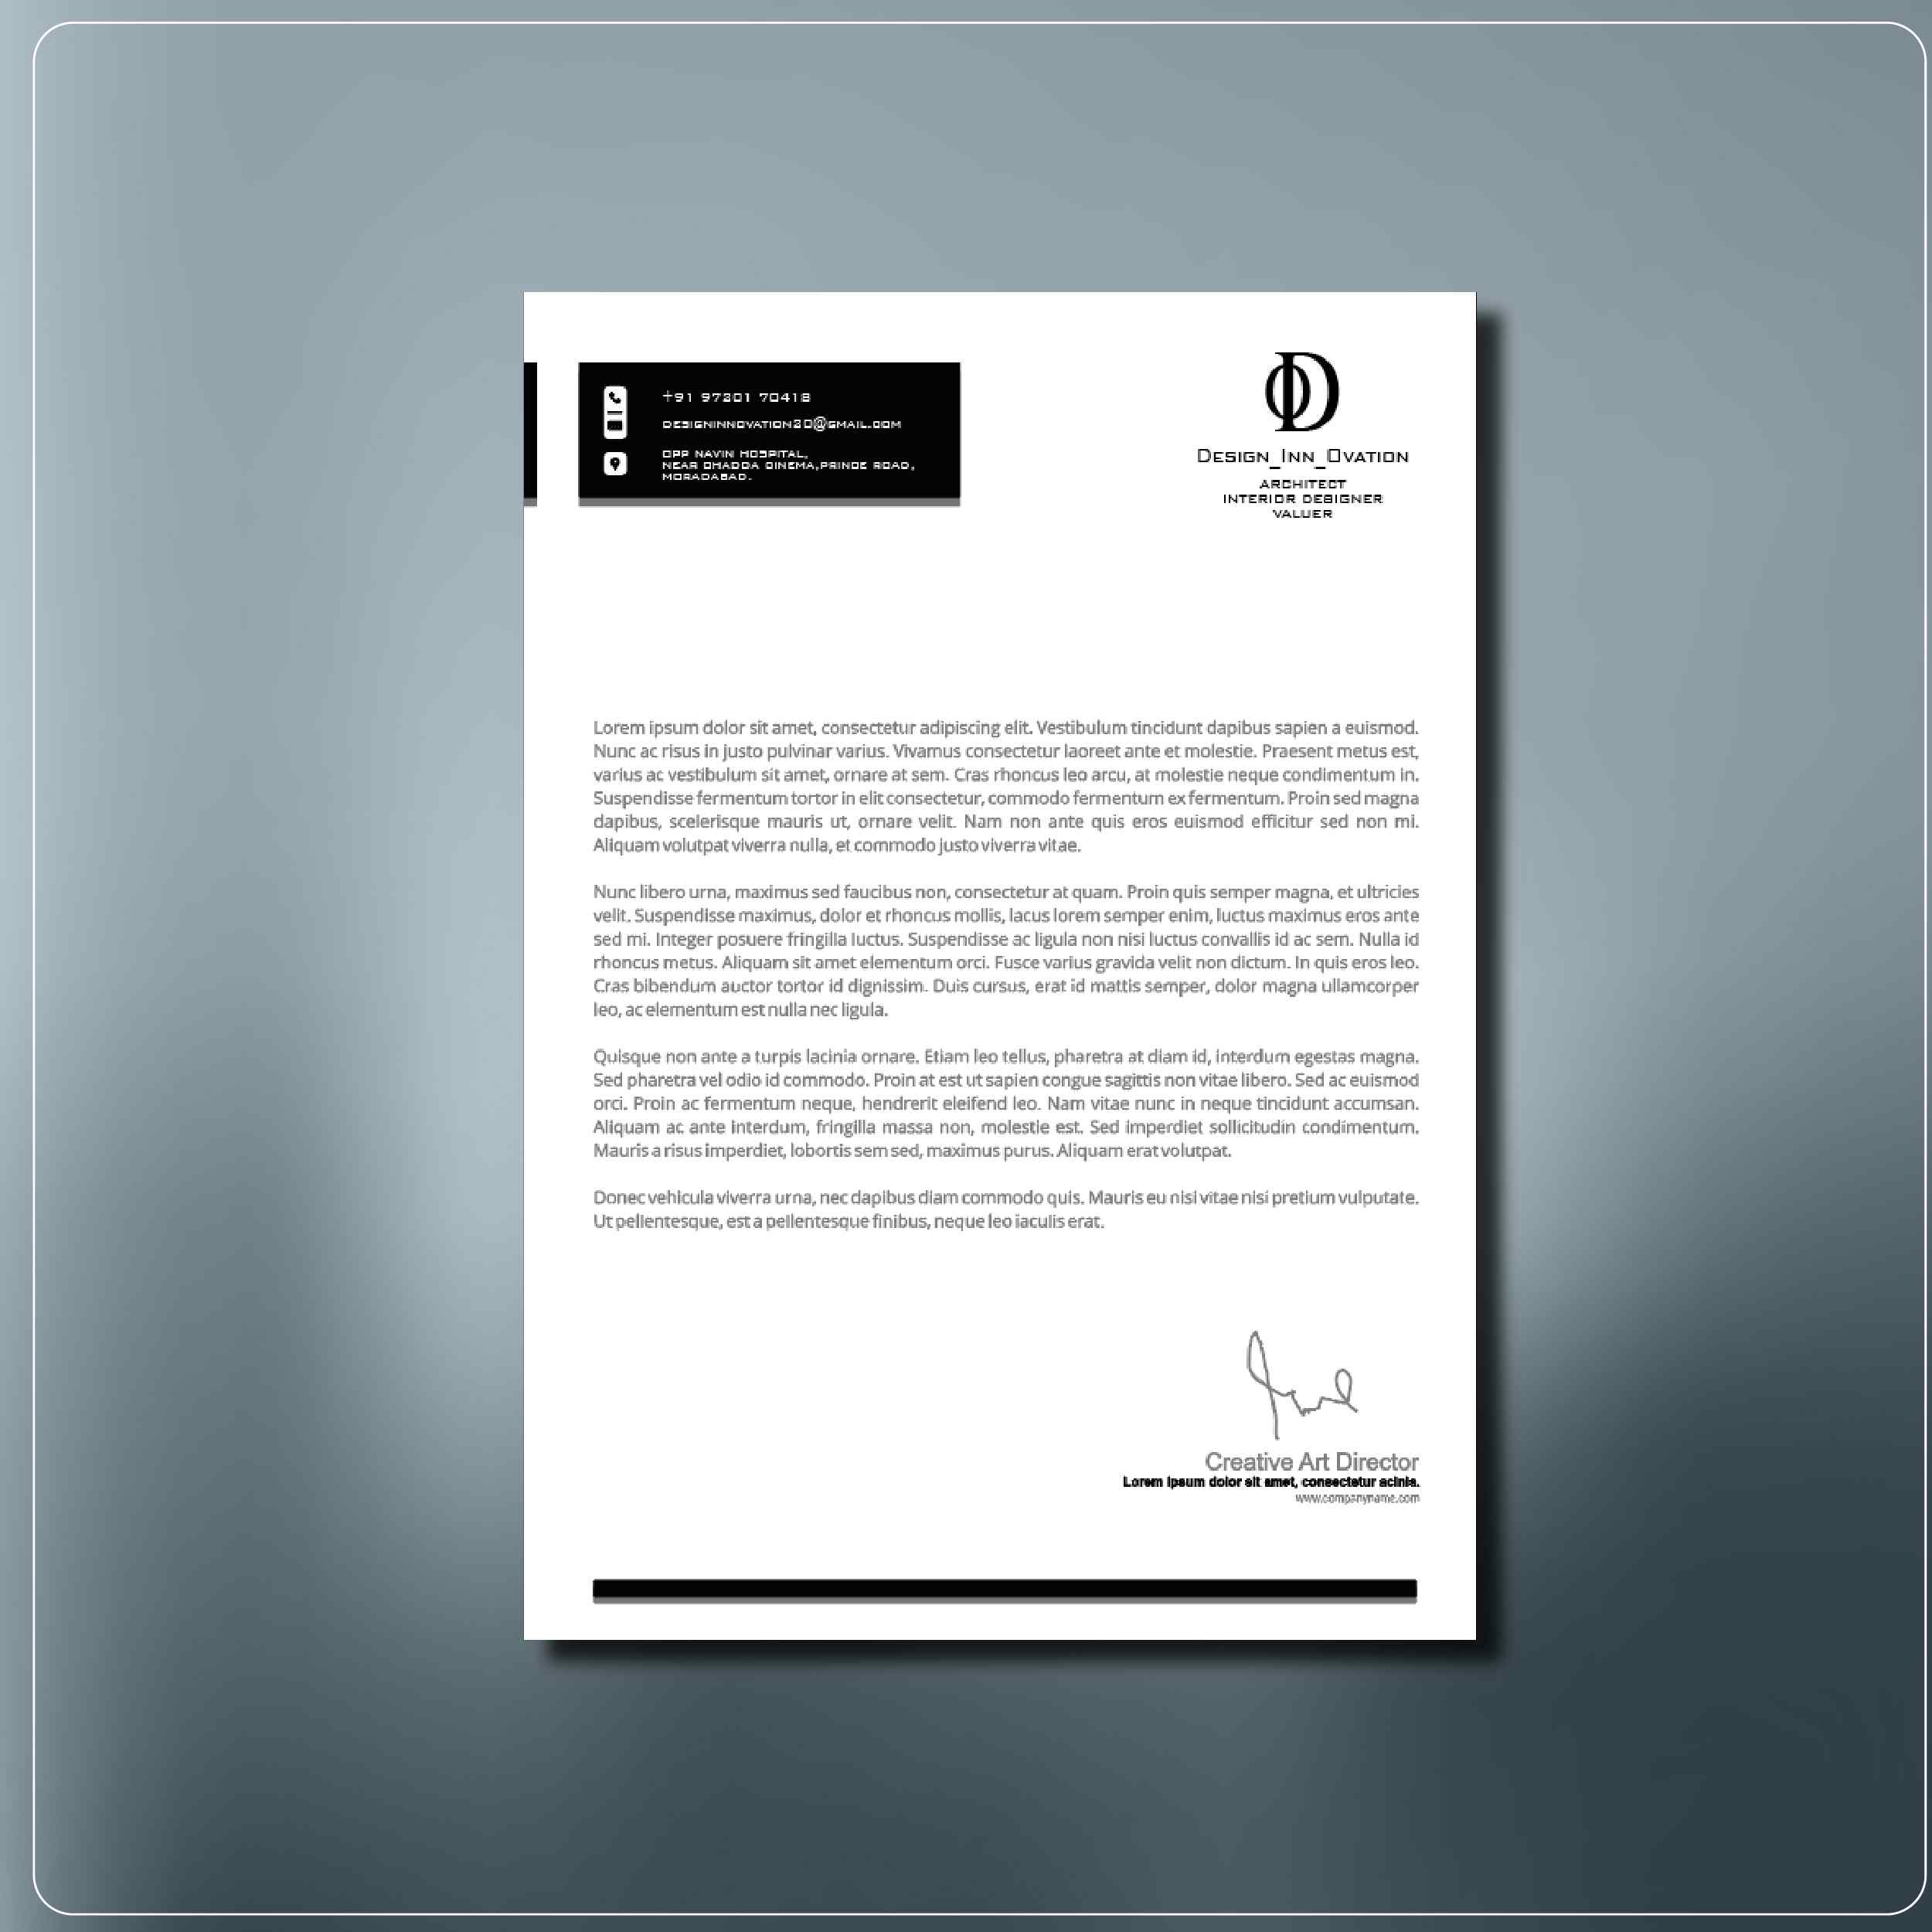 +91 97201 70418
DESIGNINNOVATION20@GMAIL.COM
OPP NAVIN HOSPITAL,
NEAR CHADDA CINEMA,PRINCE ROAD,
MORADABAD.
Design_Inn_Ovation
ARCHITECT
INTERIOR DESIGNER
VALUER
Lorem ipsum dolor sit amet, consectetur adipiscing elit. Vestibulum tincidunt dapibus sapien a euismod.
Nunc ac risus in justo pulvinar varius. Vivamus consectetur laoreet ante et molestie. Praesent metus est,
varius ac vestibulum sit amet, ornare at sem. Cras rhoncus leo arcu, at molestie neque condimentum in.
Suspendisse fermentum tortor in elit consectetur, commodo fermentum ex fermentum. Proin sed magna
dapibus, scelerisque mauris ut, ornare velit. Nam non ante quis eros euismod efficitur sed non mi.
Aliquam volutpat viverra nulla, et commodo justo viverra vitae.
Nunc libero urna, maximus sed faucibus non, consectetur at quam. Proin quis semper magna, et ultricies
velit. Suspendisse maximus, dolor et rhoncus mollis, lacus lorem semper enim, luctus maximus eros ante
sed mi. Integer posuere fringilla luctus. Suspendisse ac ligula non nisi luctus convallis id ac sem. Nulla id
rhoncus metus. Aliquam sit amet elementum orci. Fusce varius gravida velit non dictum. In quis eros leo.
Cras bibendum auctor tortor id dignissim. Duis cursus, erat id mattis semper, dolor magna ullamcorper
leo, ac elementum est nulla nec ligula.
Quisque non ante a turpis lacinia ornare. Etiam leo tellus, pharetra at diam id, interdum egestas magna.
Sed pharetra vel odio id commodo. Proin at est ut sapien congue sagittis non vitae libero. Sed ac euismod
orci. Proin ac fermentum neque, hendrerit eleifend leo. Nam vitae nunc in neque tincidunt accumsan.
Aliquam ac ante interdum, fringilla massa non, molestie est. Sed imperdiet sollicitudin condimentum.
Mauris a risus imperdiet, lobortis sem sed, maximus purus. Aliquam erat volutpat.
Donec vehicula viverra urna, nec dapibus diam commodo quis. Mauris eu nisi vitae nisi pretium vulputate.
Ut pellentesque, est a pellentesque finibus, neque leo iaculis erat.
Creative Art Director
Lorem ipsum dolor sit amet, consectetur acinia.
www.companyname.com